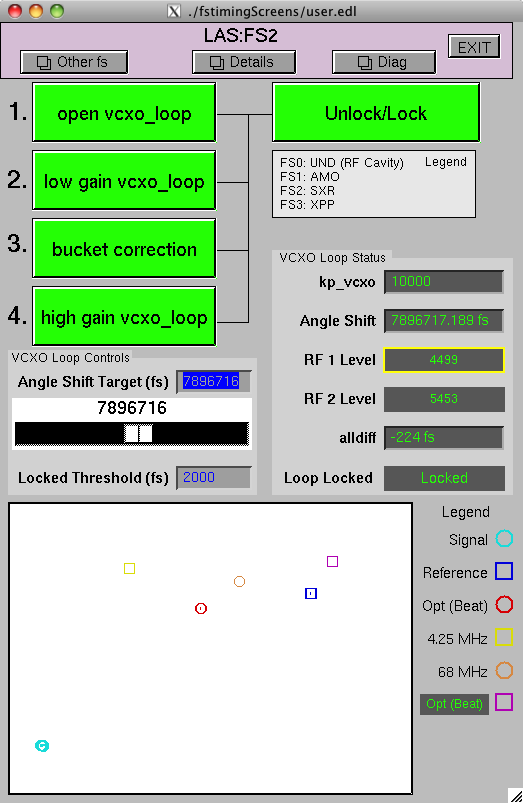 ./fstimingScreens/user.edl
LAS:FS2
Other fs
Details
Diag
EXIT
1. open vcxo_loop
Unlock/Lock
2. low gain vcxo_loop
3. bucket correction
4. high gain vcxo_loop
FS0: UND (RF Cavity) Legend
FS1: AMO
FS2: SXR
FS3: XPP
VCXO Loop Status
kp_vcxo 10000
Angle Shift 7896717.189 fs
RF 1 Level 4499
RF 2 Level 5453
alldiff -224 fs
Loop Locked Locked
VCXO Loop Controls
Angle Shift Target (fs) 7896716
7896716
Locked Threshold (fs) 2000
Legend
Signal
Reference
Opt (Beat)
4.25 MHz
68 MHz
Opt (Beat)